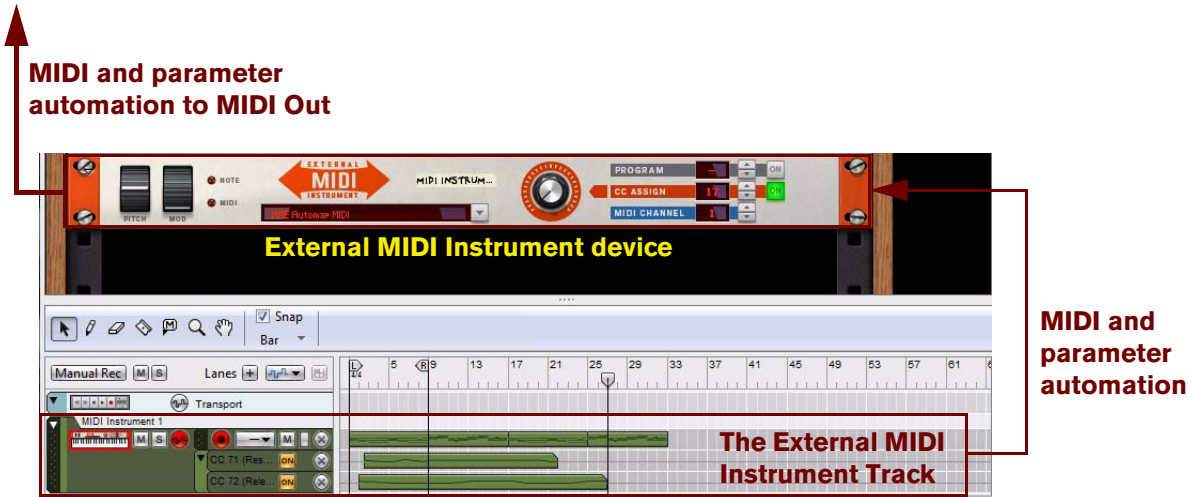 MIDI and parameter
automation to MIDI Out
EXTERNAL
MIDI
INSTRUMENT
NOTE
MIDI
PITCH
MOD
MIDI INSTRUM...
Automap MIDI
PROGRAM
ON
CC ASSIGN
17
ON
MIDI CHANNEL
1
External MIDI Instrument device
Snap
Bar
Manual Rec
M
S
Lanes
L
5
R
9
13
17
21
25
29
33
37
41
45
49
53
57
61
Transport
MIDI Instrument 1
M
S
M
CC 71 (Res...
ON
CC 72 (Rele...
ON
The External MIDI
Instrument Track
MIDI and
parameter
automation